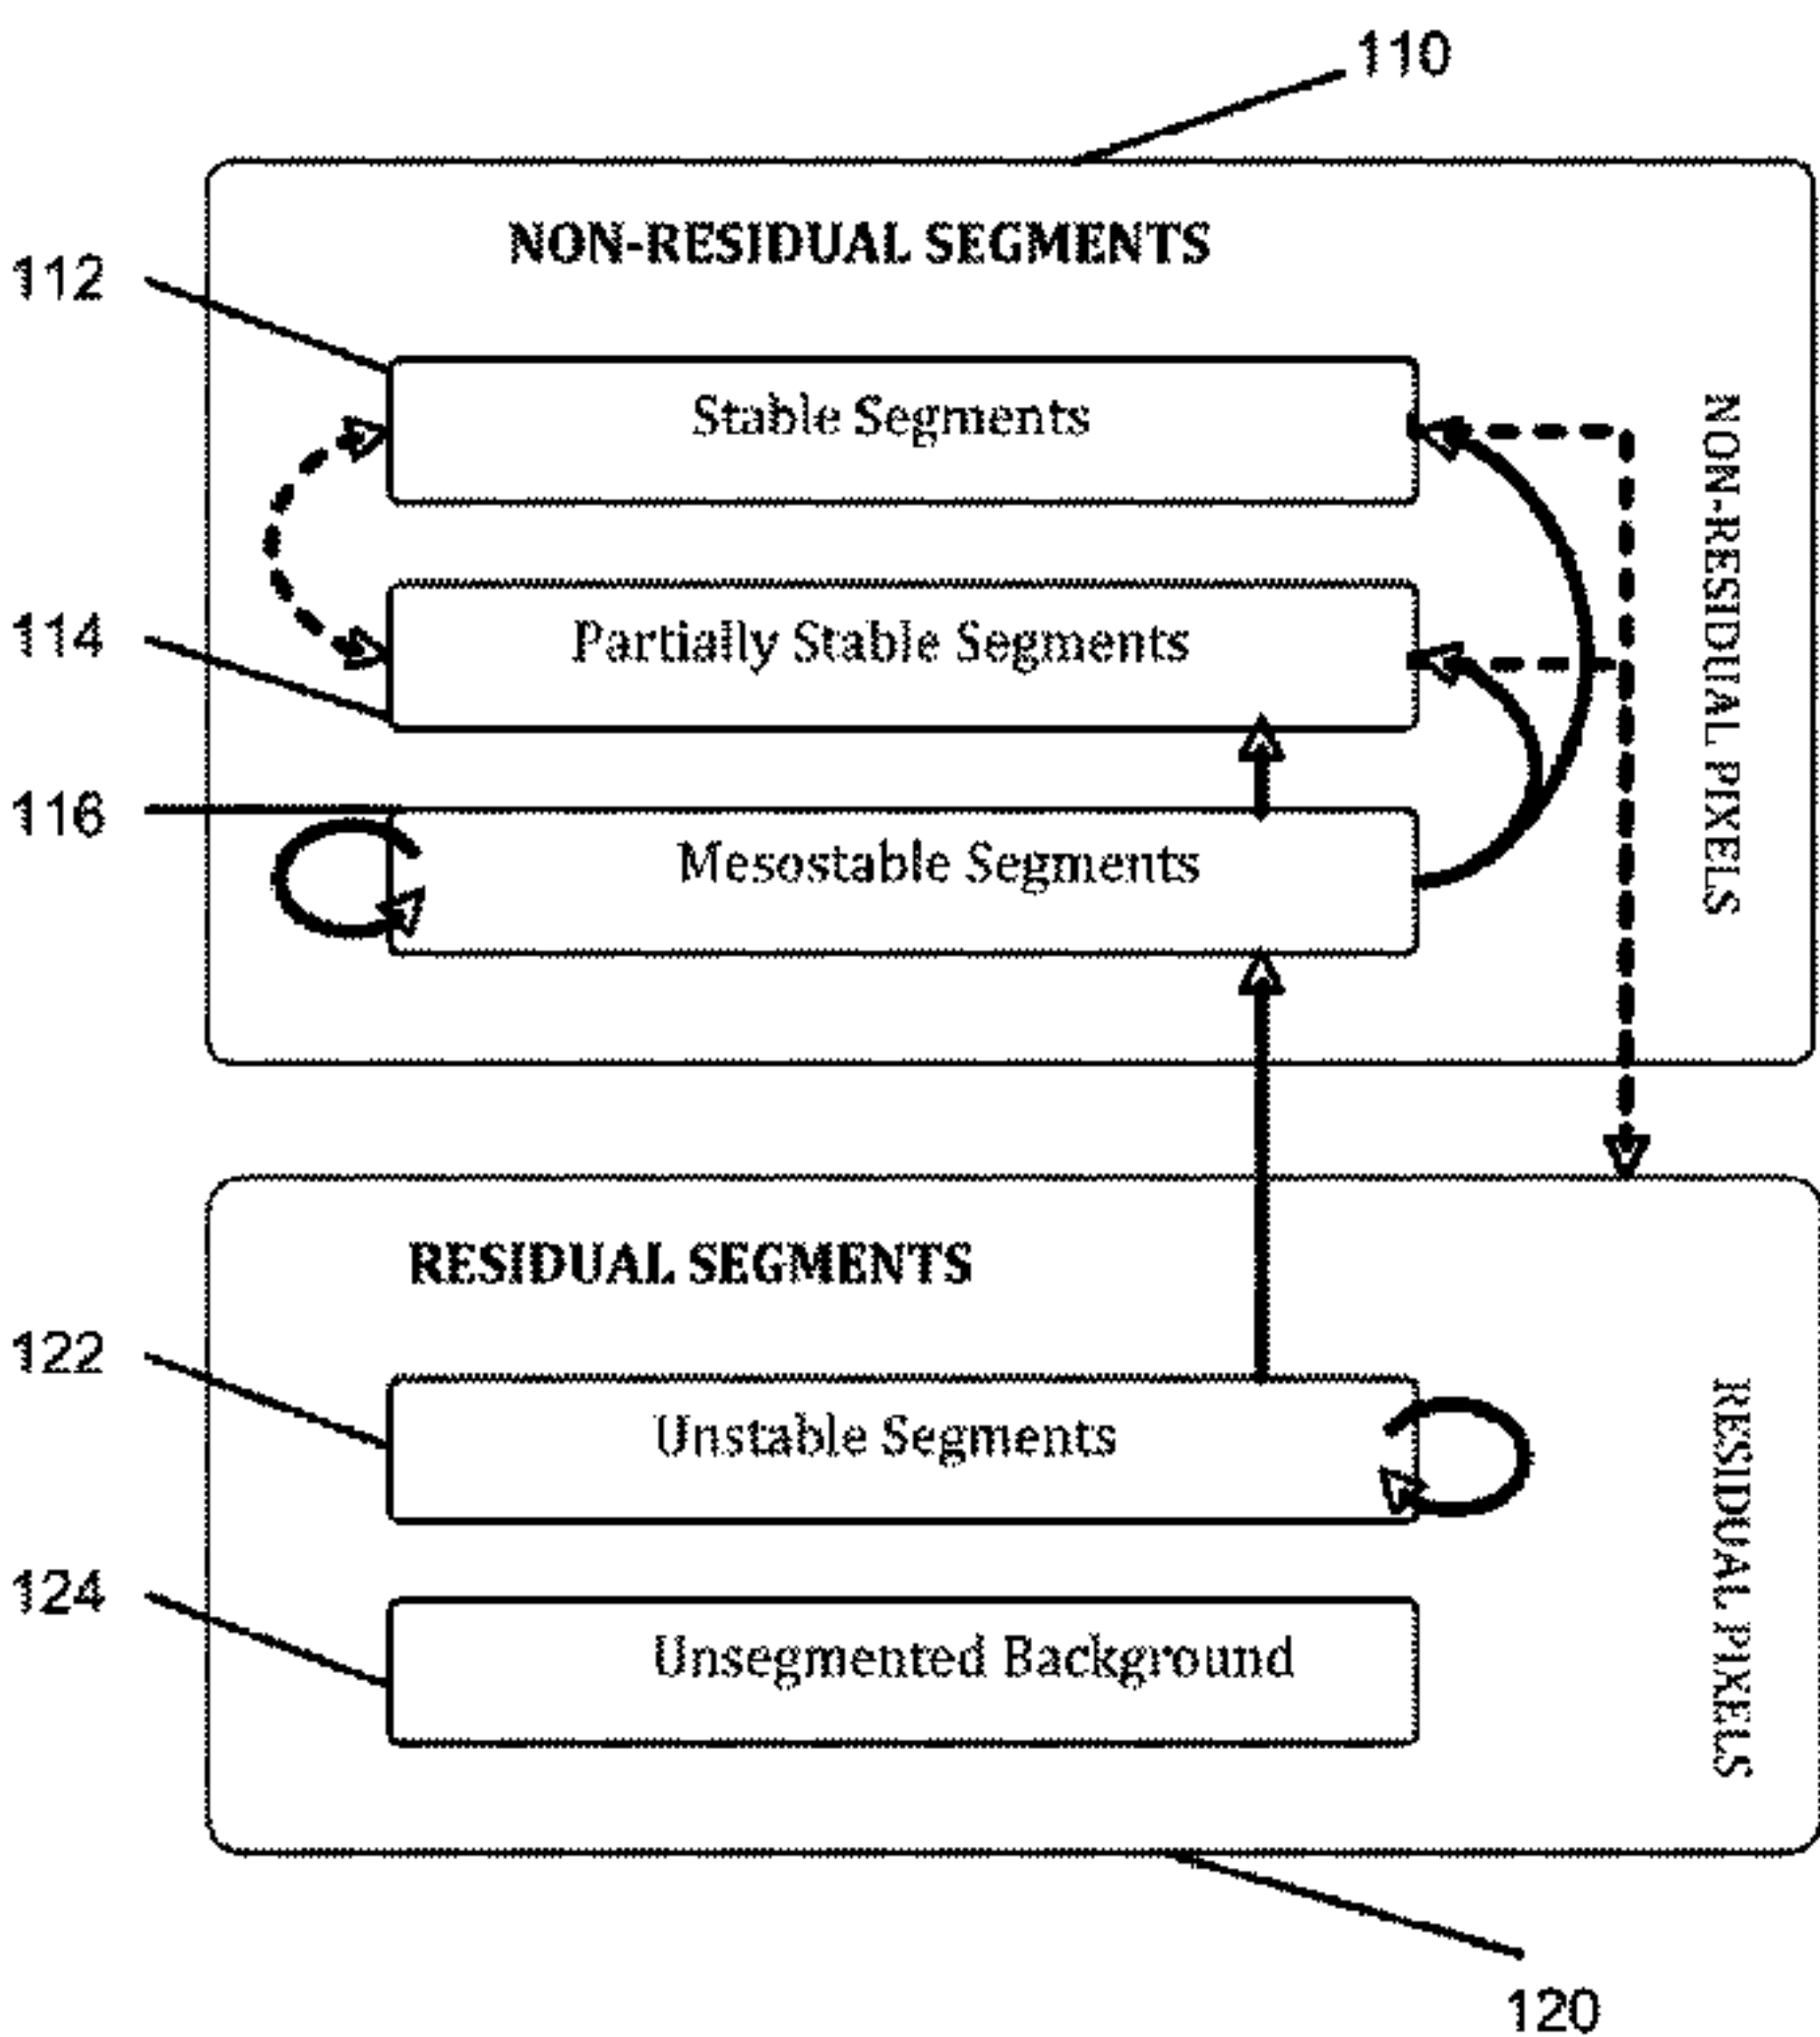 110
NON-RESIDUAL SEGMENTS
112
Stable Segments
NON-RESIDUAL PIXELS
114
Partially Stable Segments
116
Mesostable Segments
RESIDUAL SEGMENTS
122
Unstable Segments
RESIDUAL PIXELS
124
Unsegmented Background
120